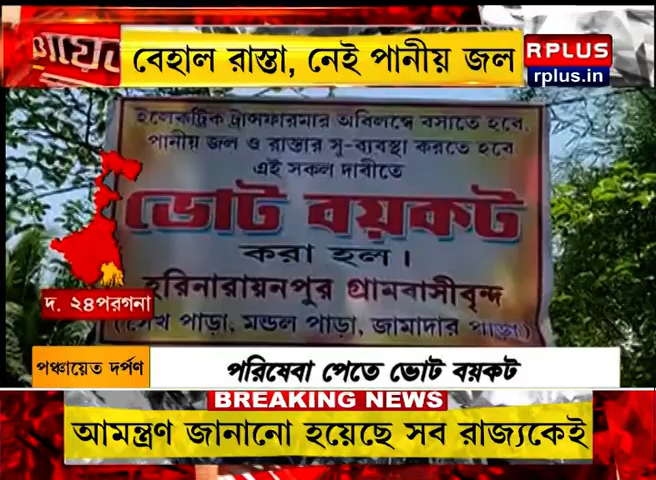 বেহাল রাস্তা, নেই পানীয় জল
RPLUS
rplus.in
ইলেকট্রিক ট্রান্সফারমার অবিলম্বে বসাতে হবে,
পানীয় জল ও রাস্তার সু-ব্যবস্থা করতে হবে
এই সকল দাবীতে
ভোট বয়কট
করা হল।
হরিনারায়নপুর গ্রামবাসীবৃন্দ
(সেখ পাড়া, মন্ডল পাড়া, জামাদার পাড়া)
দ. ২৪পরগনা
পঞ্চায়েত দর্পণ
পরিষেবা পেতে ভোট বয়কট
BREAKING NEWS
আমন্ত্রণ জানানো হয়েছে সব রাজ্যকেই